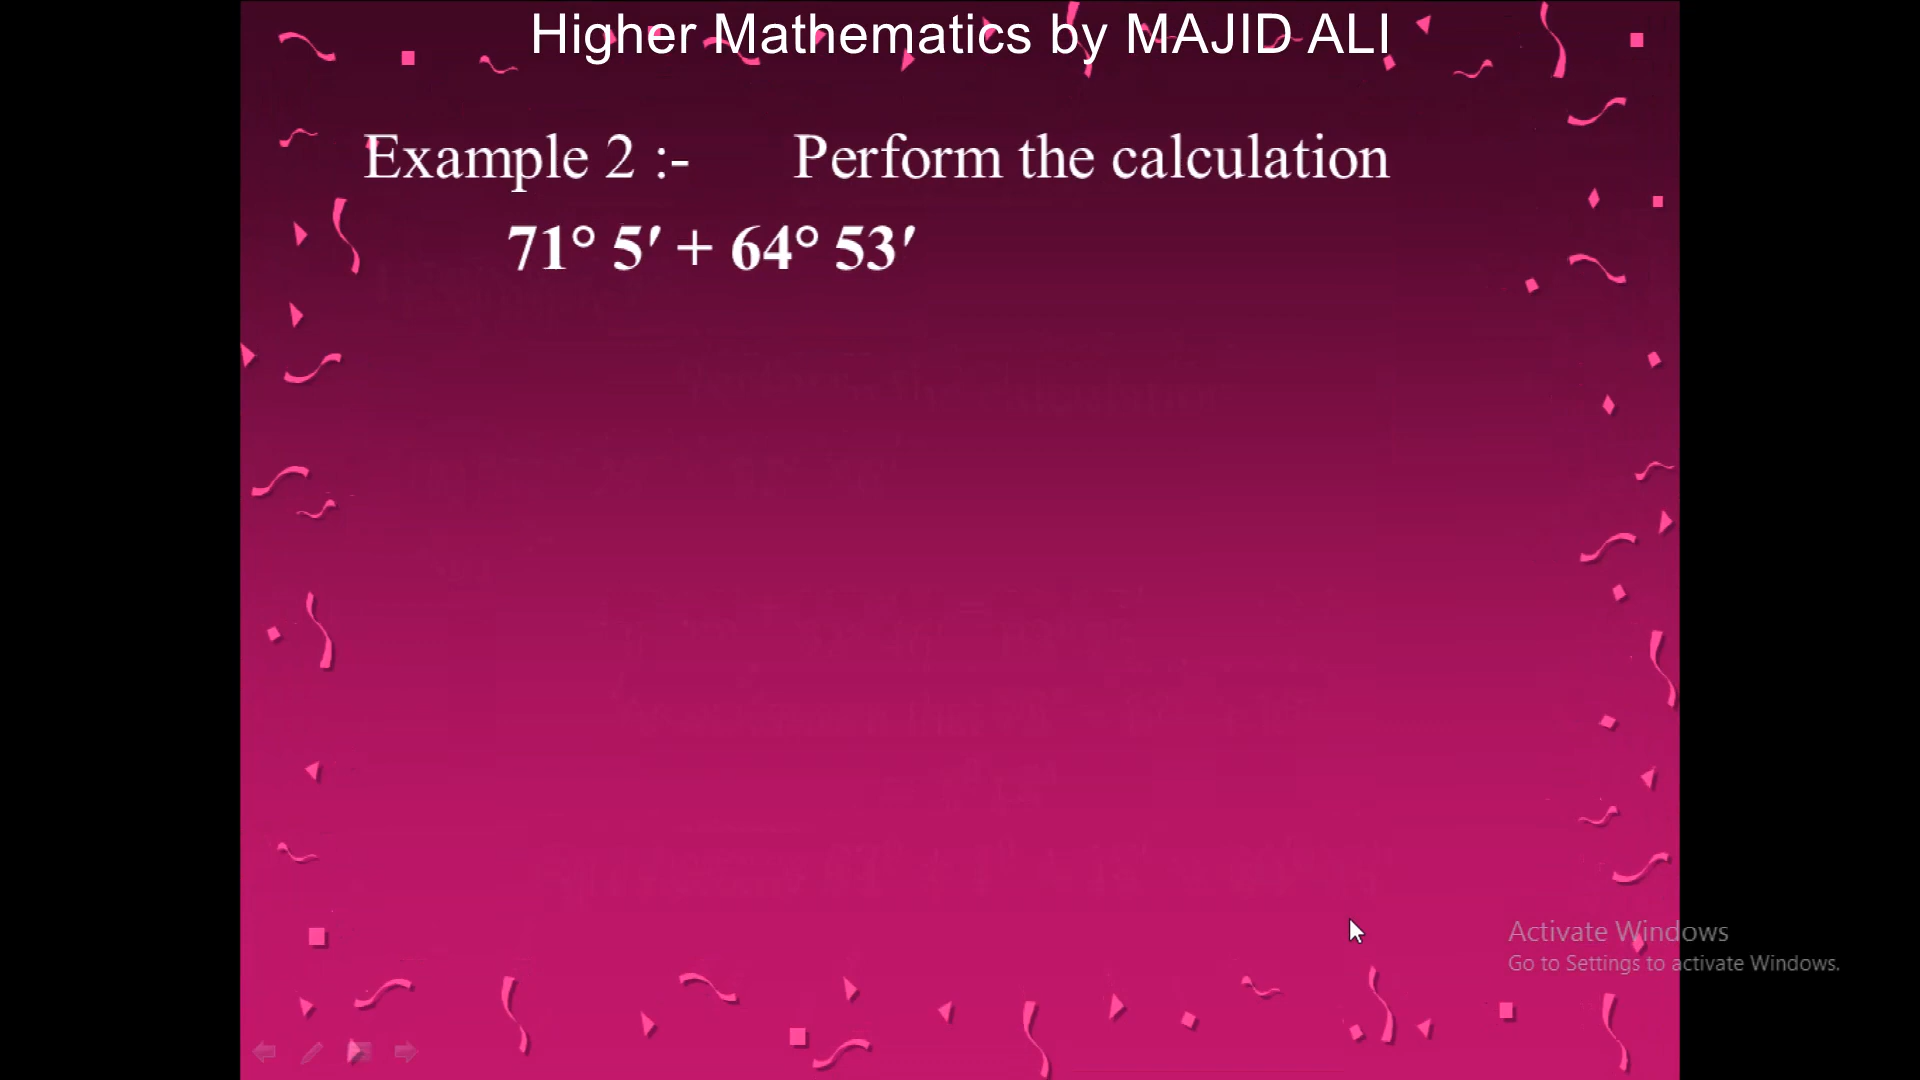 Higher Mathematics by MAJID ALI
Example 2 :- Perform the calculation
71° 5′ + 64° 53′
Activate Windows
Go to Settings to activate Windows.